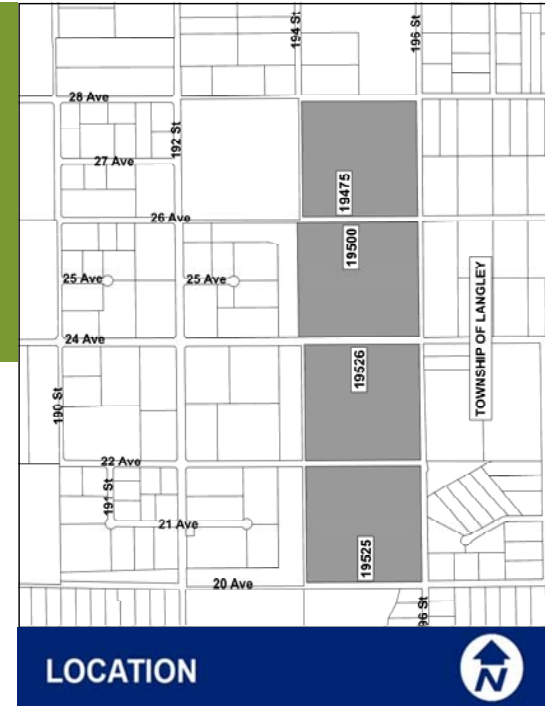 194 St
196 St
28 Ave
192 St
27 Ave
19475
26 Ave
19500
25 Ave
25 Ave
TOWNSHIP OF LANGLEY
24 Ave
19526
190 St
22 Ave
191 St
21 Ave
19525
20 Ave
96 St
LOCATION
N